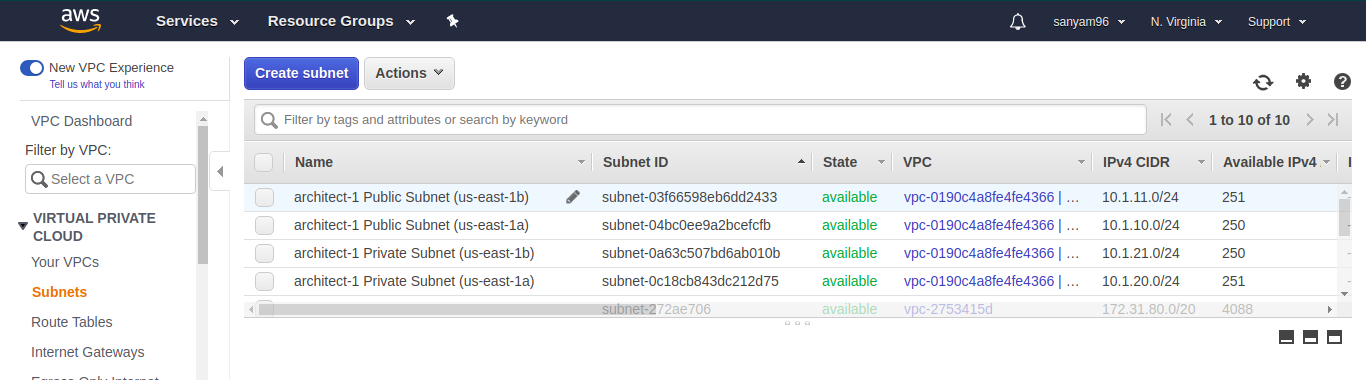 aws Services Resource Groups sanyam96 N. Virginia Support
New VPC Experience
Tell us what you think
VPC Dashboard
Filter by VPC:
Select a VPC
VIRTUAL PRIVATE
CLOUD
Your VPCs
Subnets
Route Tables
Internet Gateways
Egress Only Internet
Create subnet Actions
Filter by tags and attributes or search by keyword 1 to 10 of 10
Name Subnet ID State VPC IPv4 CIDR Available IPv4
architect-1 Public Subnet (us-east-1b) subnet-03f66598eb6dd2433 available vpc-0190c4a8fe4fe4366 | ... 10.1.11.0/24 251 -
architect-1 Public Subnet (us-east-1a) subnet-04bc0ee9a2bcefcfb available vpc-0190c4a8fe4fe4366 | ... 10.1.10.0/24 250 -
architect-1 Private Subnet (us-east-1b) subnet-0a63c507bd6ab010b available vpc-0190c4a8fe4fe4366 | ... 10.1.21.0/24 250 -
architect-1 Private Subnet (us-east-1a) subnet-0c18cb843dc212d75 available vpc-0190c4a8fe4fe4366 | ... 10.1.20.0/24 251 -
subnet-272ae706 available vpc-2753415d 172.31.80.0/20 4088